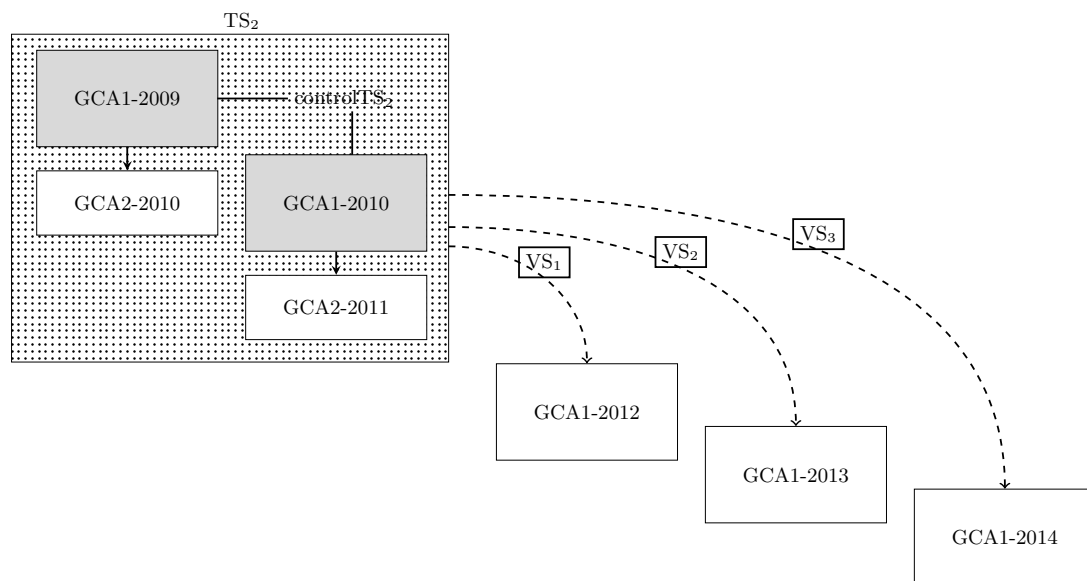 TS₂
GCA1-2009
controlTS₂
GCA2-2010
GCA1-2010
VS₃
VS₂
VS₁
GCA2-2011
GCA1-2012
GCA1-2013
GCA1-2014